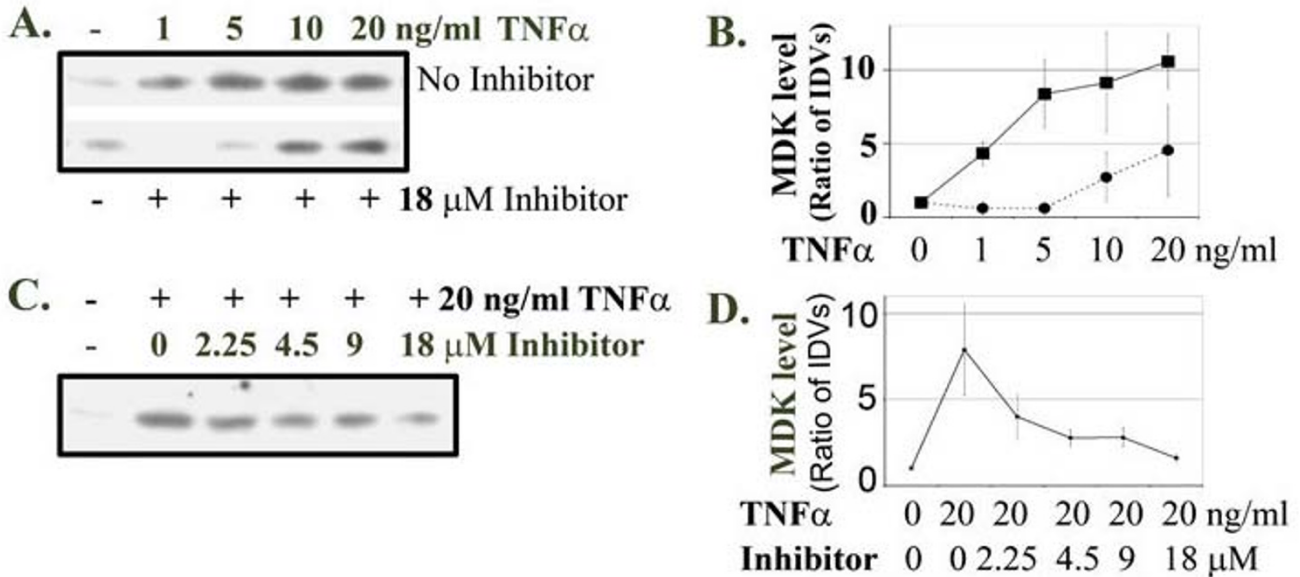 A. - 1 5 10 20 ng/ml TNFα
No Inhibitor
- + + + + 18 μM Inhibitor
B.
MDK level
(Ratio of IDVs)
10
5
0
TNFα 0 1 5 10 20 ng/ml
C. - + + + + + 20 ng/ml TNFα
- 0 2.25 4.5 9 18 μM Inhibitor
D.
MDK level
(Ratio of IDVs)
10
5
0
TNFα 0 20 20 20 20 20 ng/ml
Inhibitor 0 0 2.25 4.5 9 18 μM